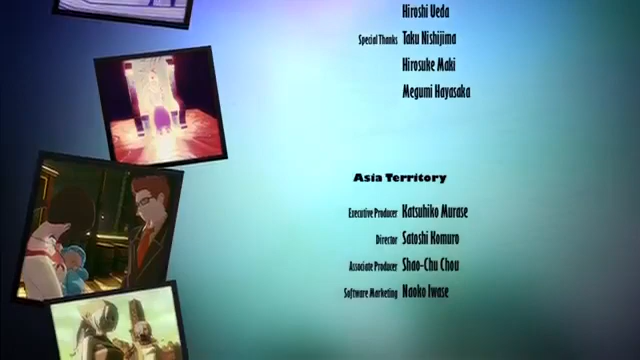 Hiroshi Ueda
Special Thanks Taku Nishijima
Hirosuke Maki
Megumi Hayasaka
Asia Territory
Executive Producer Katsuhiko Murase
Director Satoshi Komuro
Associate Producer Shao-Chu Chou
Software Marketing Naoko Iwase